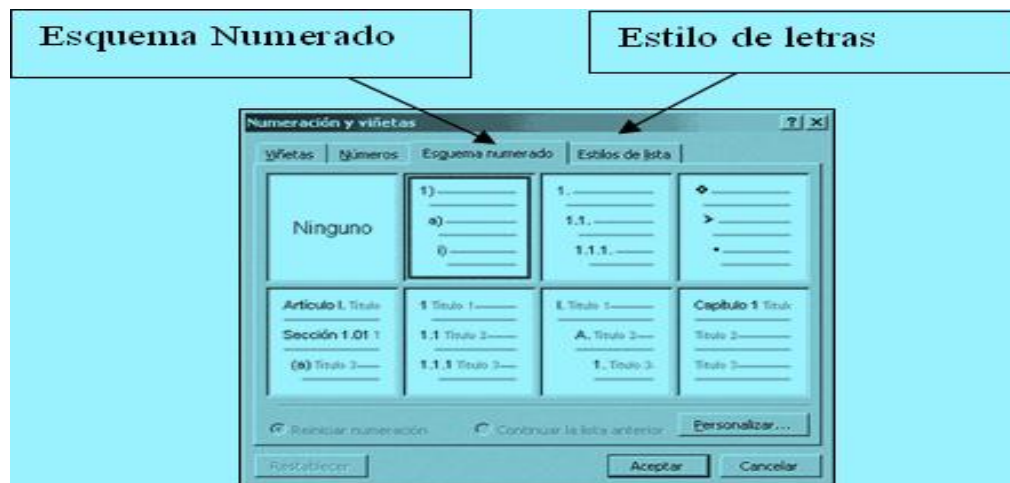 Esquema Numerado
Estilo de letras
Numeración y viñetas
Viñetas Números Esquema numerado Estilos de lista
Ninguno
1)
a)
i)
1.
1.1.
1.1.1.
Artículo I. Título
Sección 1.01 T
(a) Título 3
1 Título 1
1.1 Título 2
1.1.1 Título 3
I. Título 1
A. Título 2
1. Título 3
Capítulo 1 Título
Título 2
Título 3
Reiniciar numeración Continuar la lista anterior Personalizar...
Restablecer Aceptar Cancelar